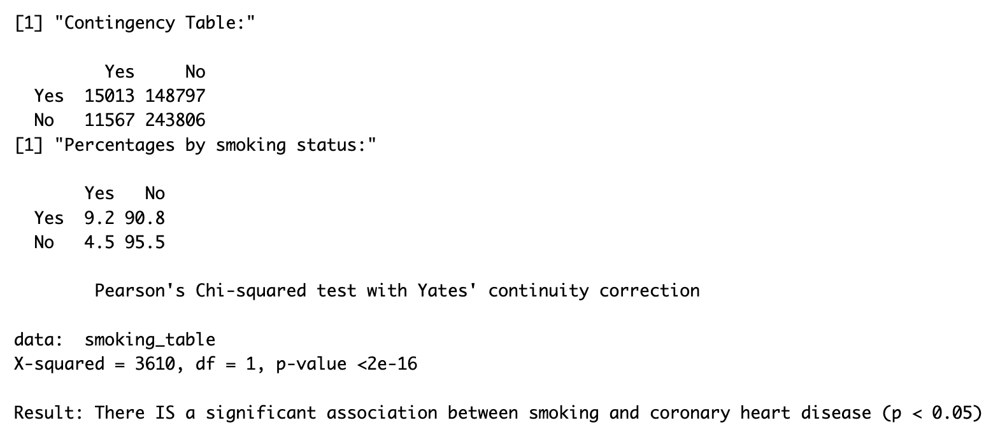 [1] "Contingency Table:"
         Yes     No
  Yes  15013 148797
  No   11567 243806
[1] "Percentages by smoking status:"
       Yes   No
  Yes  9.2 90.8
  No   4.5 95.5
        Pearson's Chi-squared test with Yates' continuity correction
data:  smoking_table
X-squared = 3610, df = 1, p-value <2e-16
Result: There IS a significant association between smoking and coronary heart disease (p < 0.05)